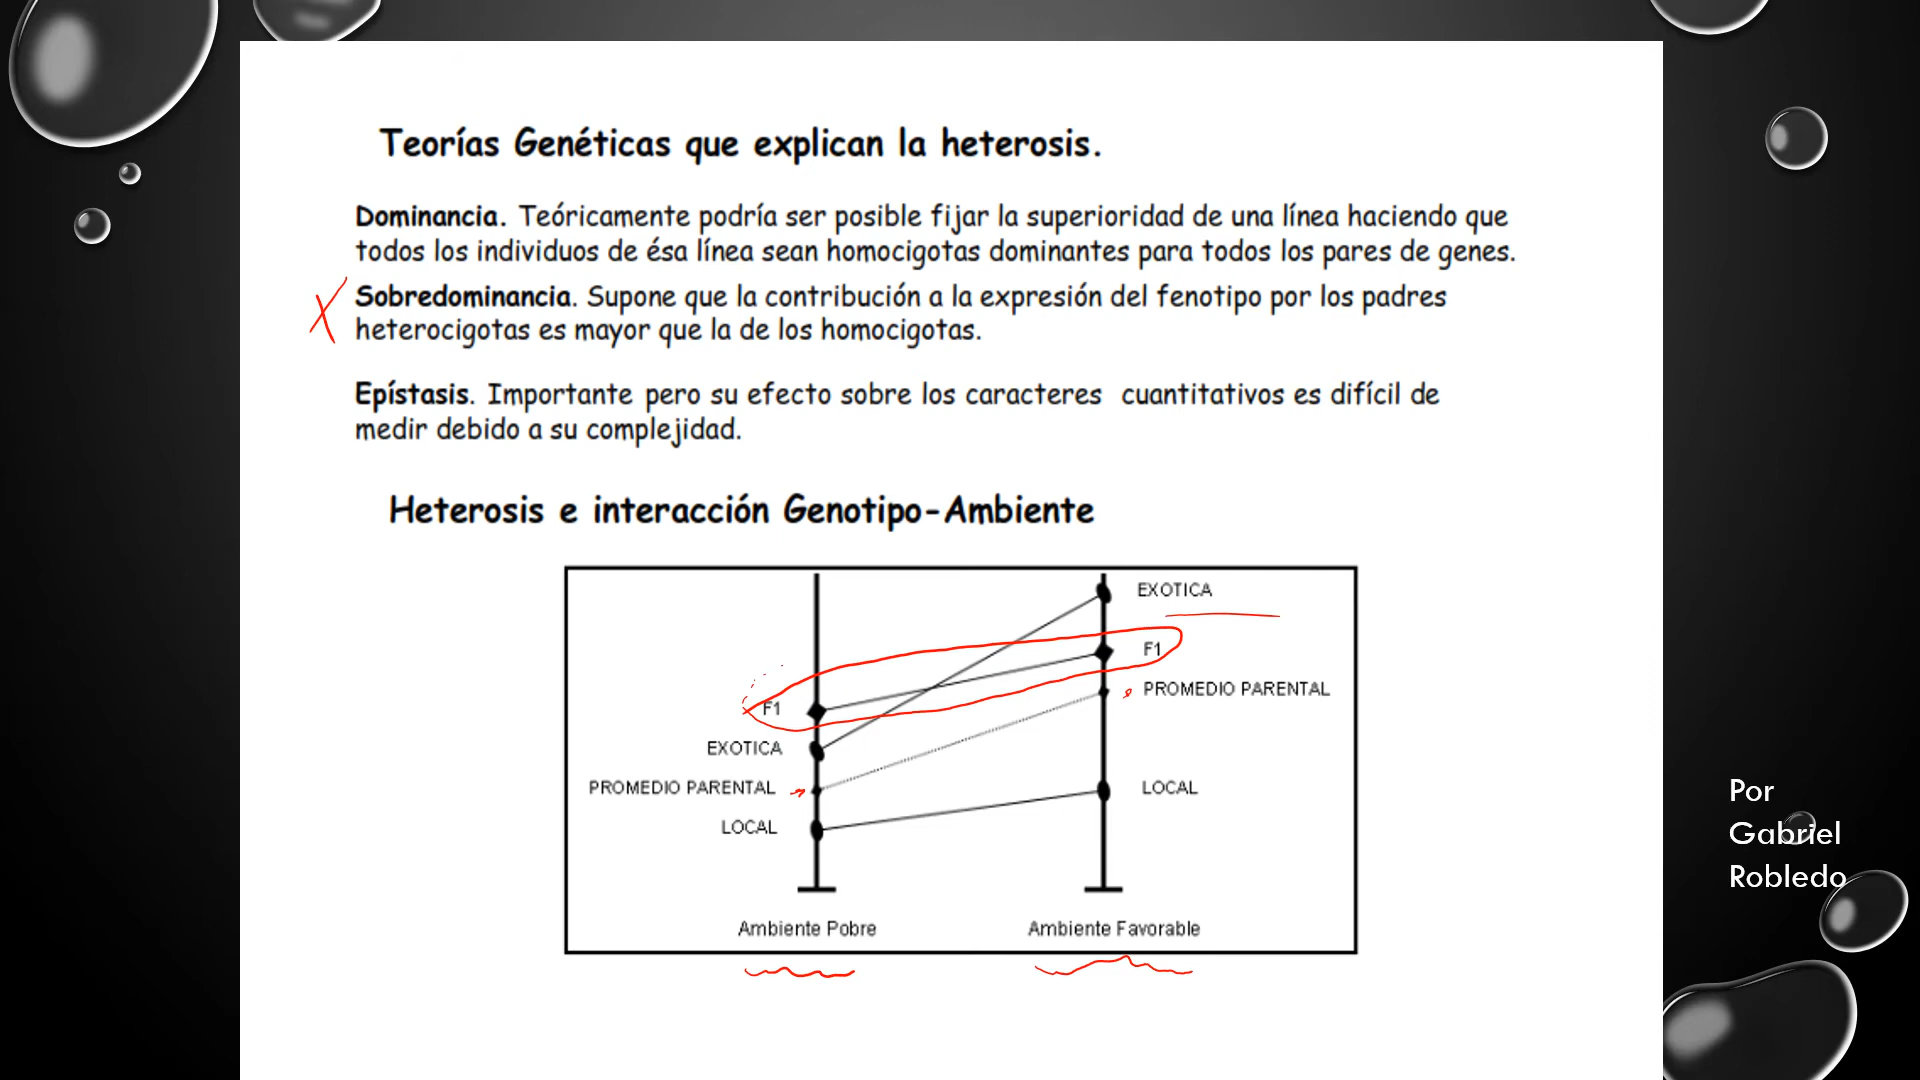 Teorías Genéticas que explican la heterosis.
Dominancia. Teóricamente podría ser posible fijar la superioridad de una línea haciendo que
todos los individuos de ésa línea sean homocigotas dominantes para todos los pares de genes.
X
Sobredominancia. Supone que la contribución a la expresión del fenotipo por los padres
heterocigotas es mayor que la de los homocigotas.
Epístasis. Importante pero su efecto sobre los caracteres cuantitativos es difícil de
medir debido a su complejidad.
Heterosis e interacción Genotipo-Ambiente
EXOTICA
F1
PROMEDIO PARENTAL
LOCAL
F1
EXOTICA
PROMEDIO PARENTAL
LOCAL
Ambiente Pobre
Ambiente Favorable
Por
Gabriel
Robledo